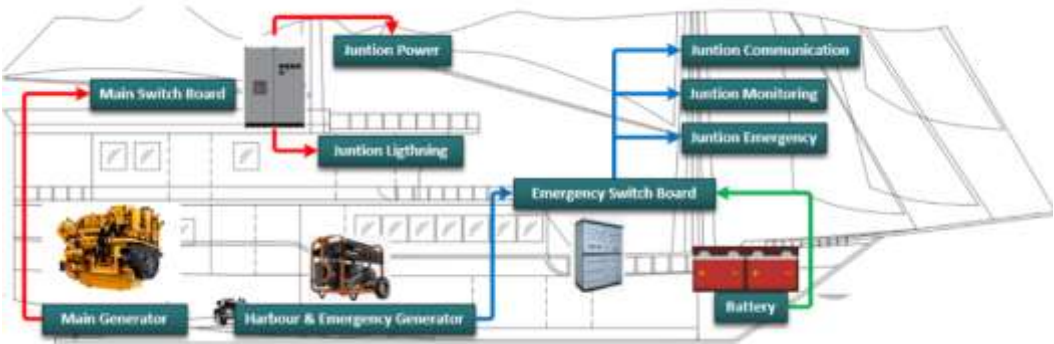 Juntion Power
Juntion Communication
Main Switch Board
Juntion Monitoring
Juntion Emergency
Juntion Ligthning
Emergency Switch Board
Main Generator
Harbour & Emergency Generator
Battery